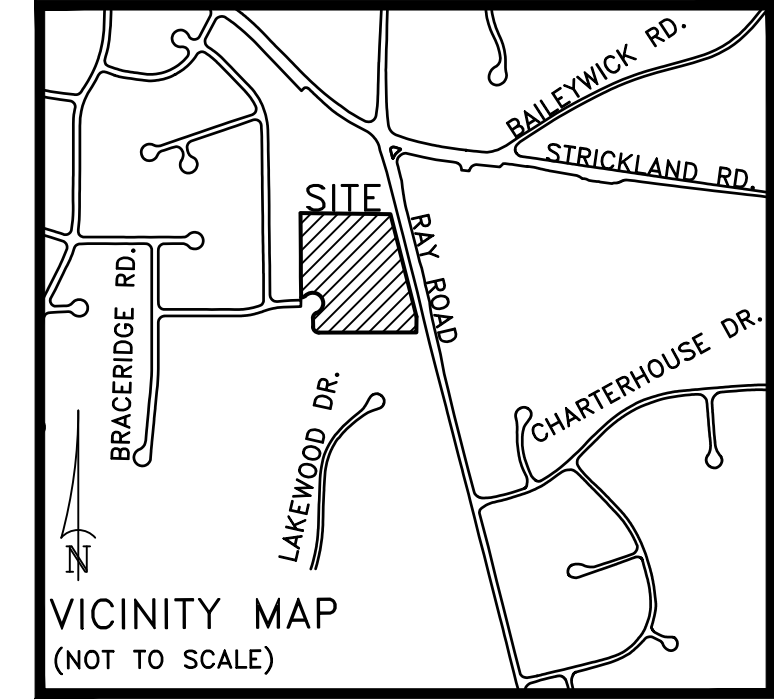 BAILEYWICK RD.
STRICKLAND RD.
SITE
RAY ROAD
BRACERIDGE RD.
CHARTERHOUSE DR.
LAKEWOOD DR.
N
VICINITY MAP
(NOT TO SCALE)